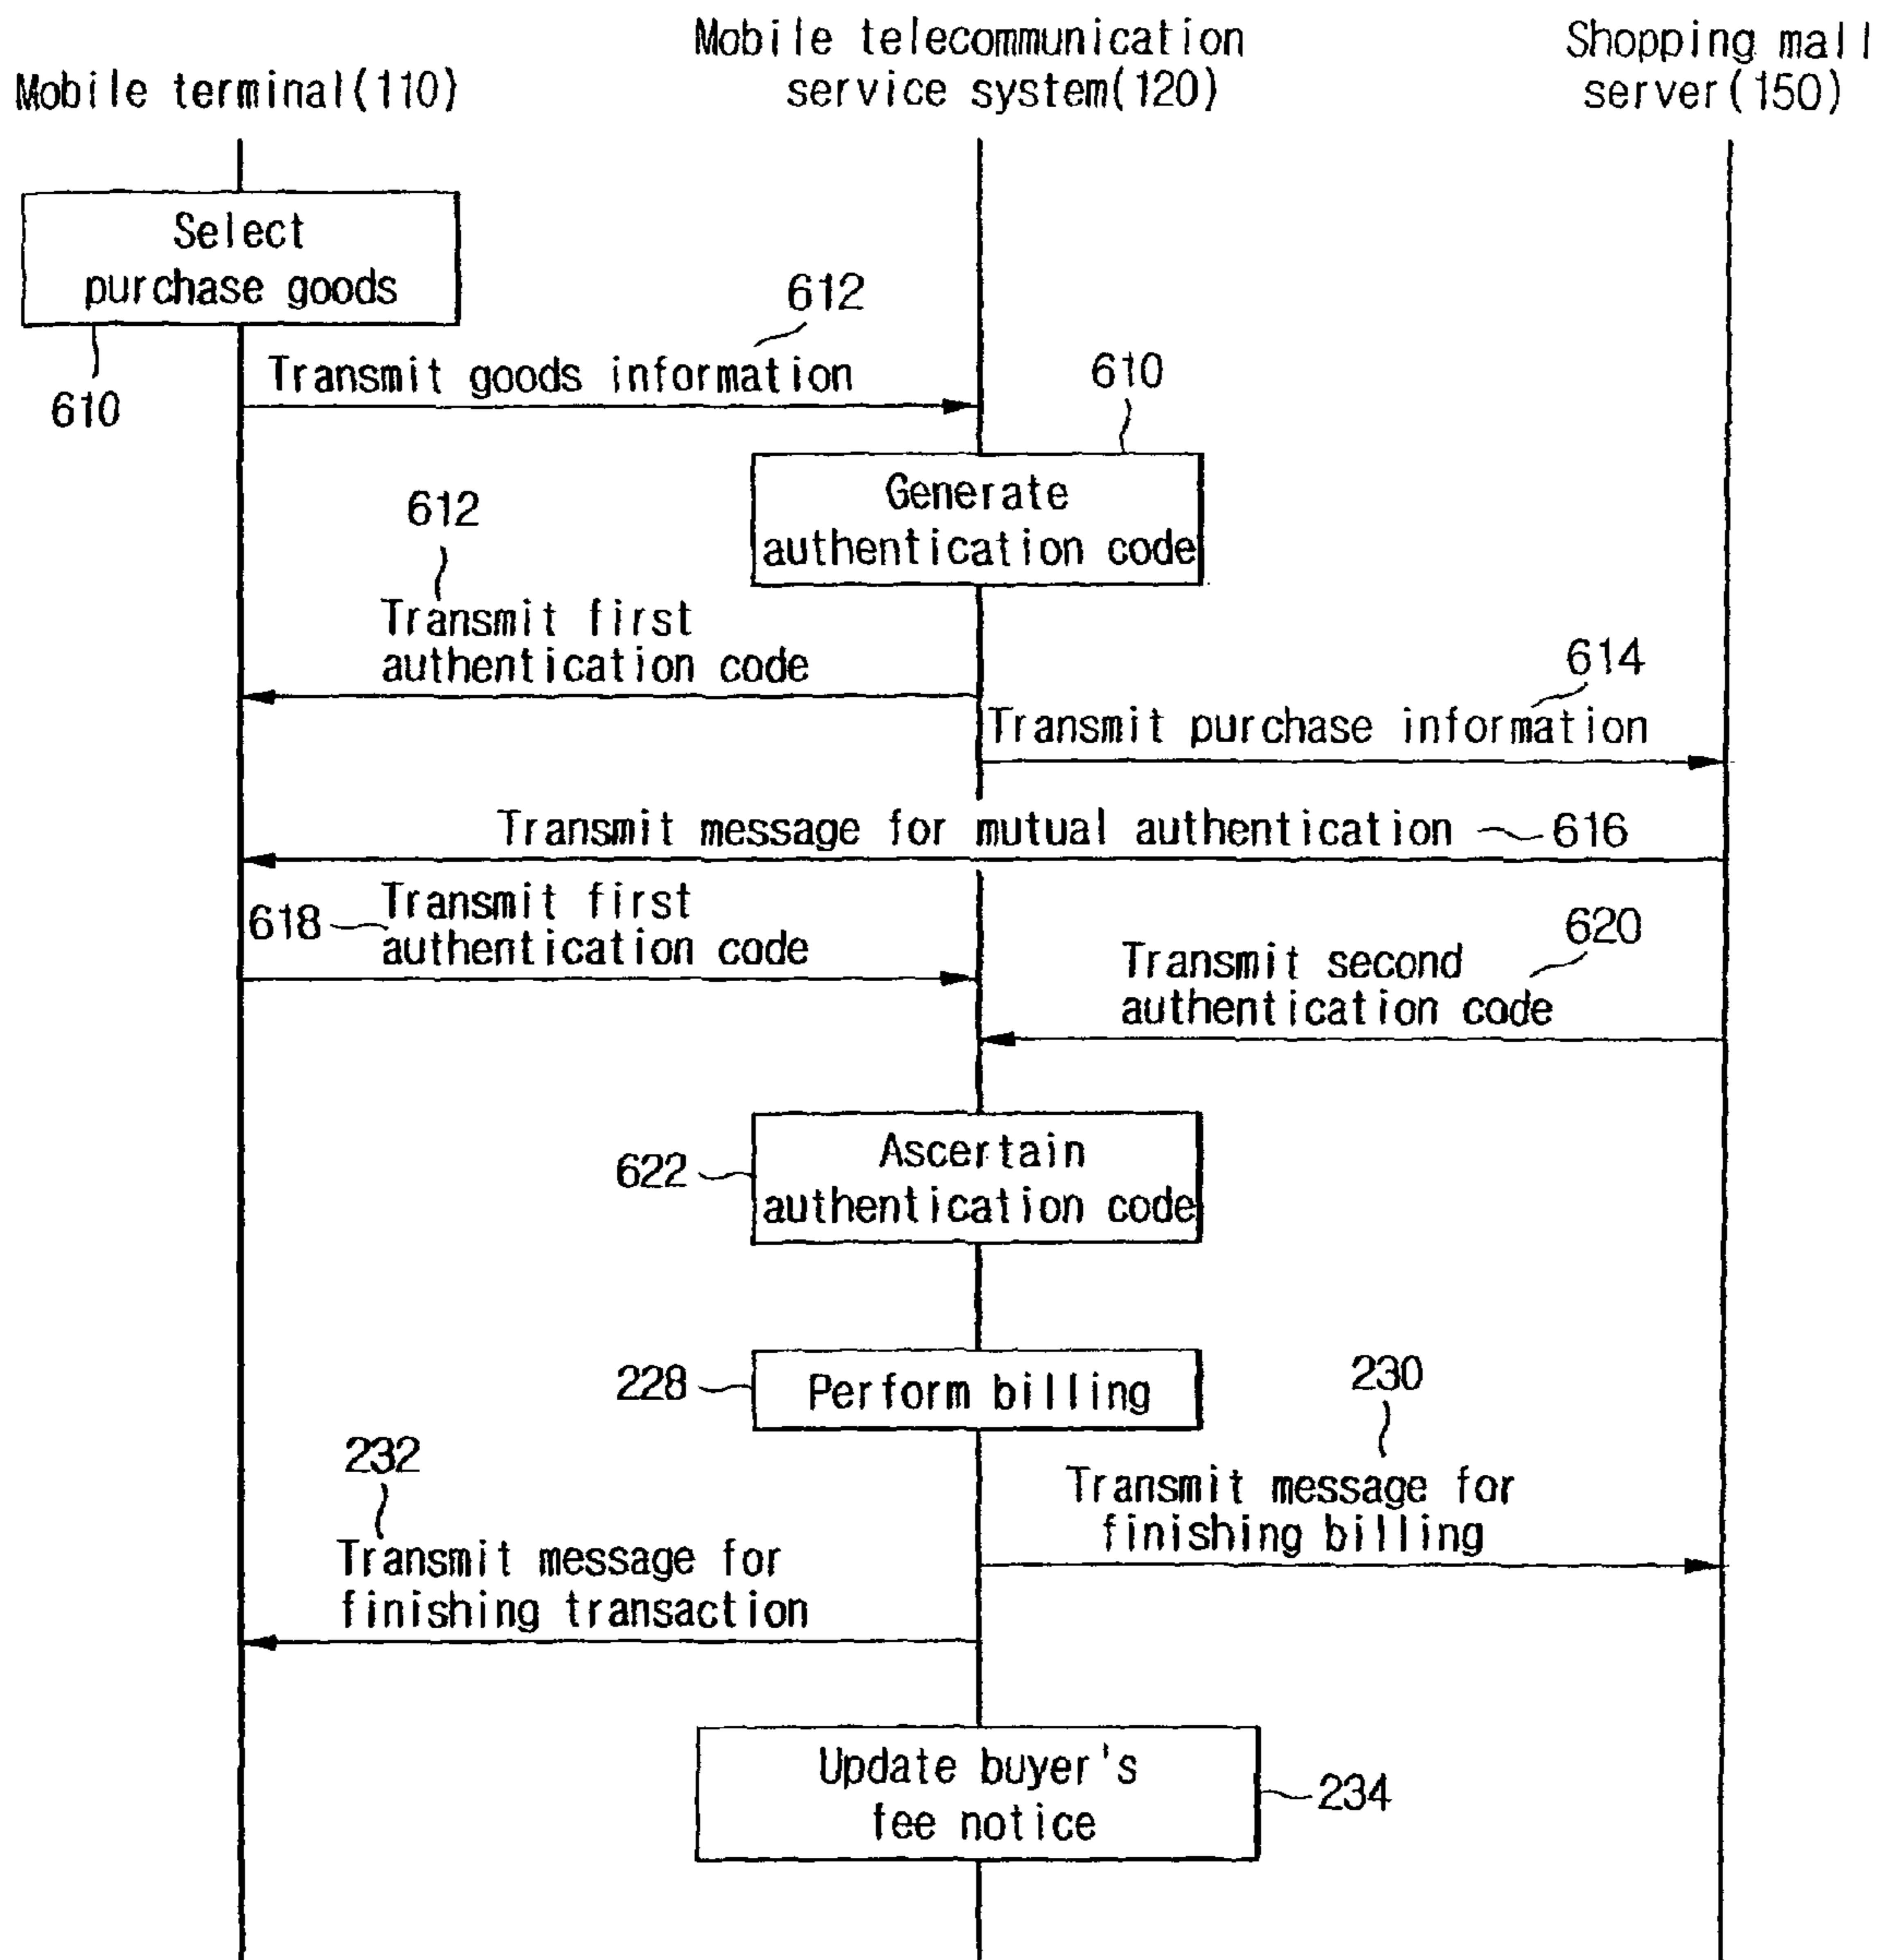 Mobile terminal(110)
Mobile telecommunication
service system(120)
Shopping mall
server(150)
Select
purchase goods
610
612
Transmit goods information
610
Generate
authentication code
612
Transmit first
authentication code
614
Transmit purchase information
Transmit message for mutual authentication
616
618
Transmit first
authentication code
620
Transmit second
authentication code
622
Ascertain
authentication code
228
Perform billing
230
Transmit message for
finishing billing
232
Transmit message for
finishing transaction
Update buyer's
fee notice
234